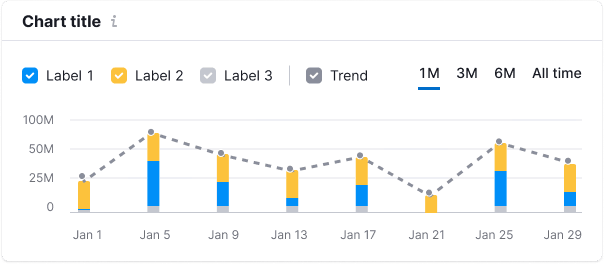 Chart title i
Label 1 Label 2 Label 3 Trend 1M 3M 6M All time
100M
50M
25M
0
Jan 1 Jan 5 Jan 9 Jan 13 Jan 17 Jan 21 Jan 25 Jan 29